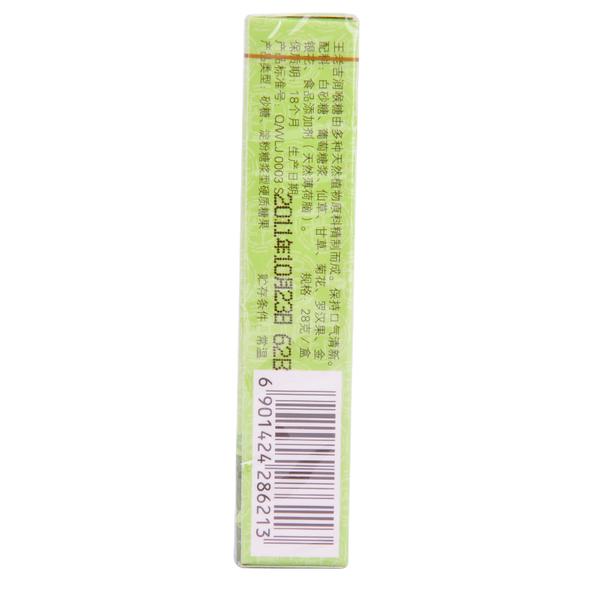 王老吉润喉糖由多种天然植物原料精制而成。保持口气清新。
配料：白砂糖、葡萄糖浆、仙草、甘草、菊花、罗汉果、金
银花、食品添加剂（天然薄荷脑）。 规格：28克/盒
保质期：18个月 生产日期：
2011年10月23日 62B
产品标准号：Q/WLJ 0003 S
产品类型：砂糖、淀粉糖浆型硬质糖果 贮存条件：常温
6 901424 286213